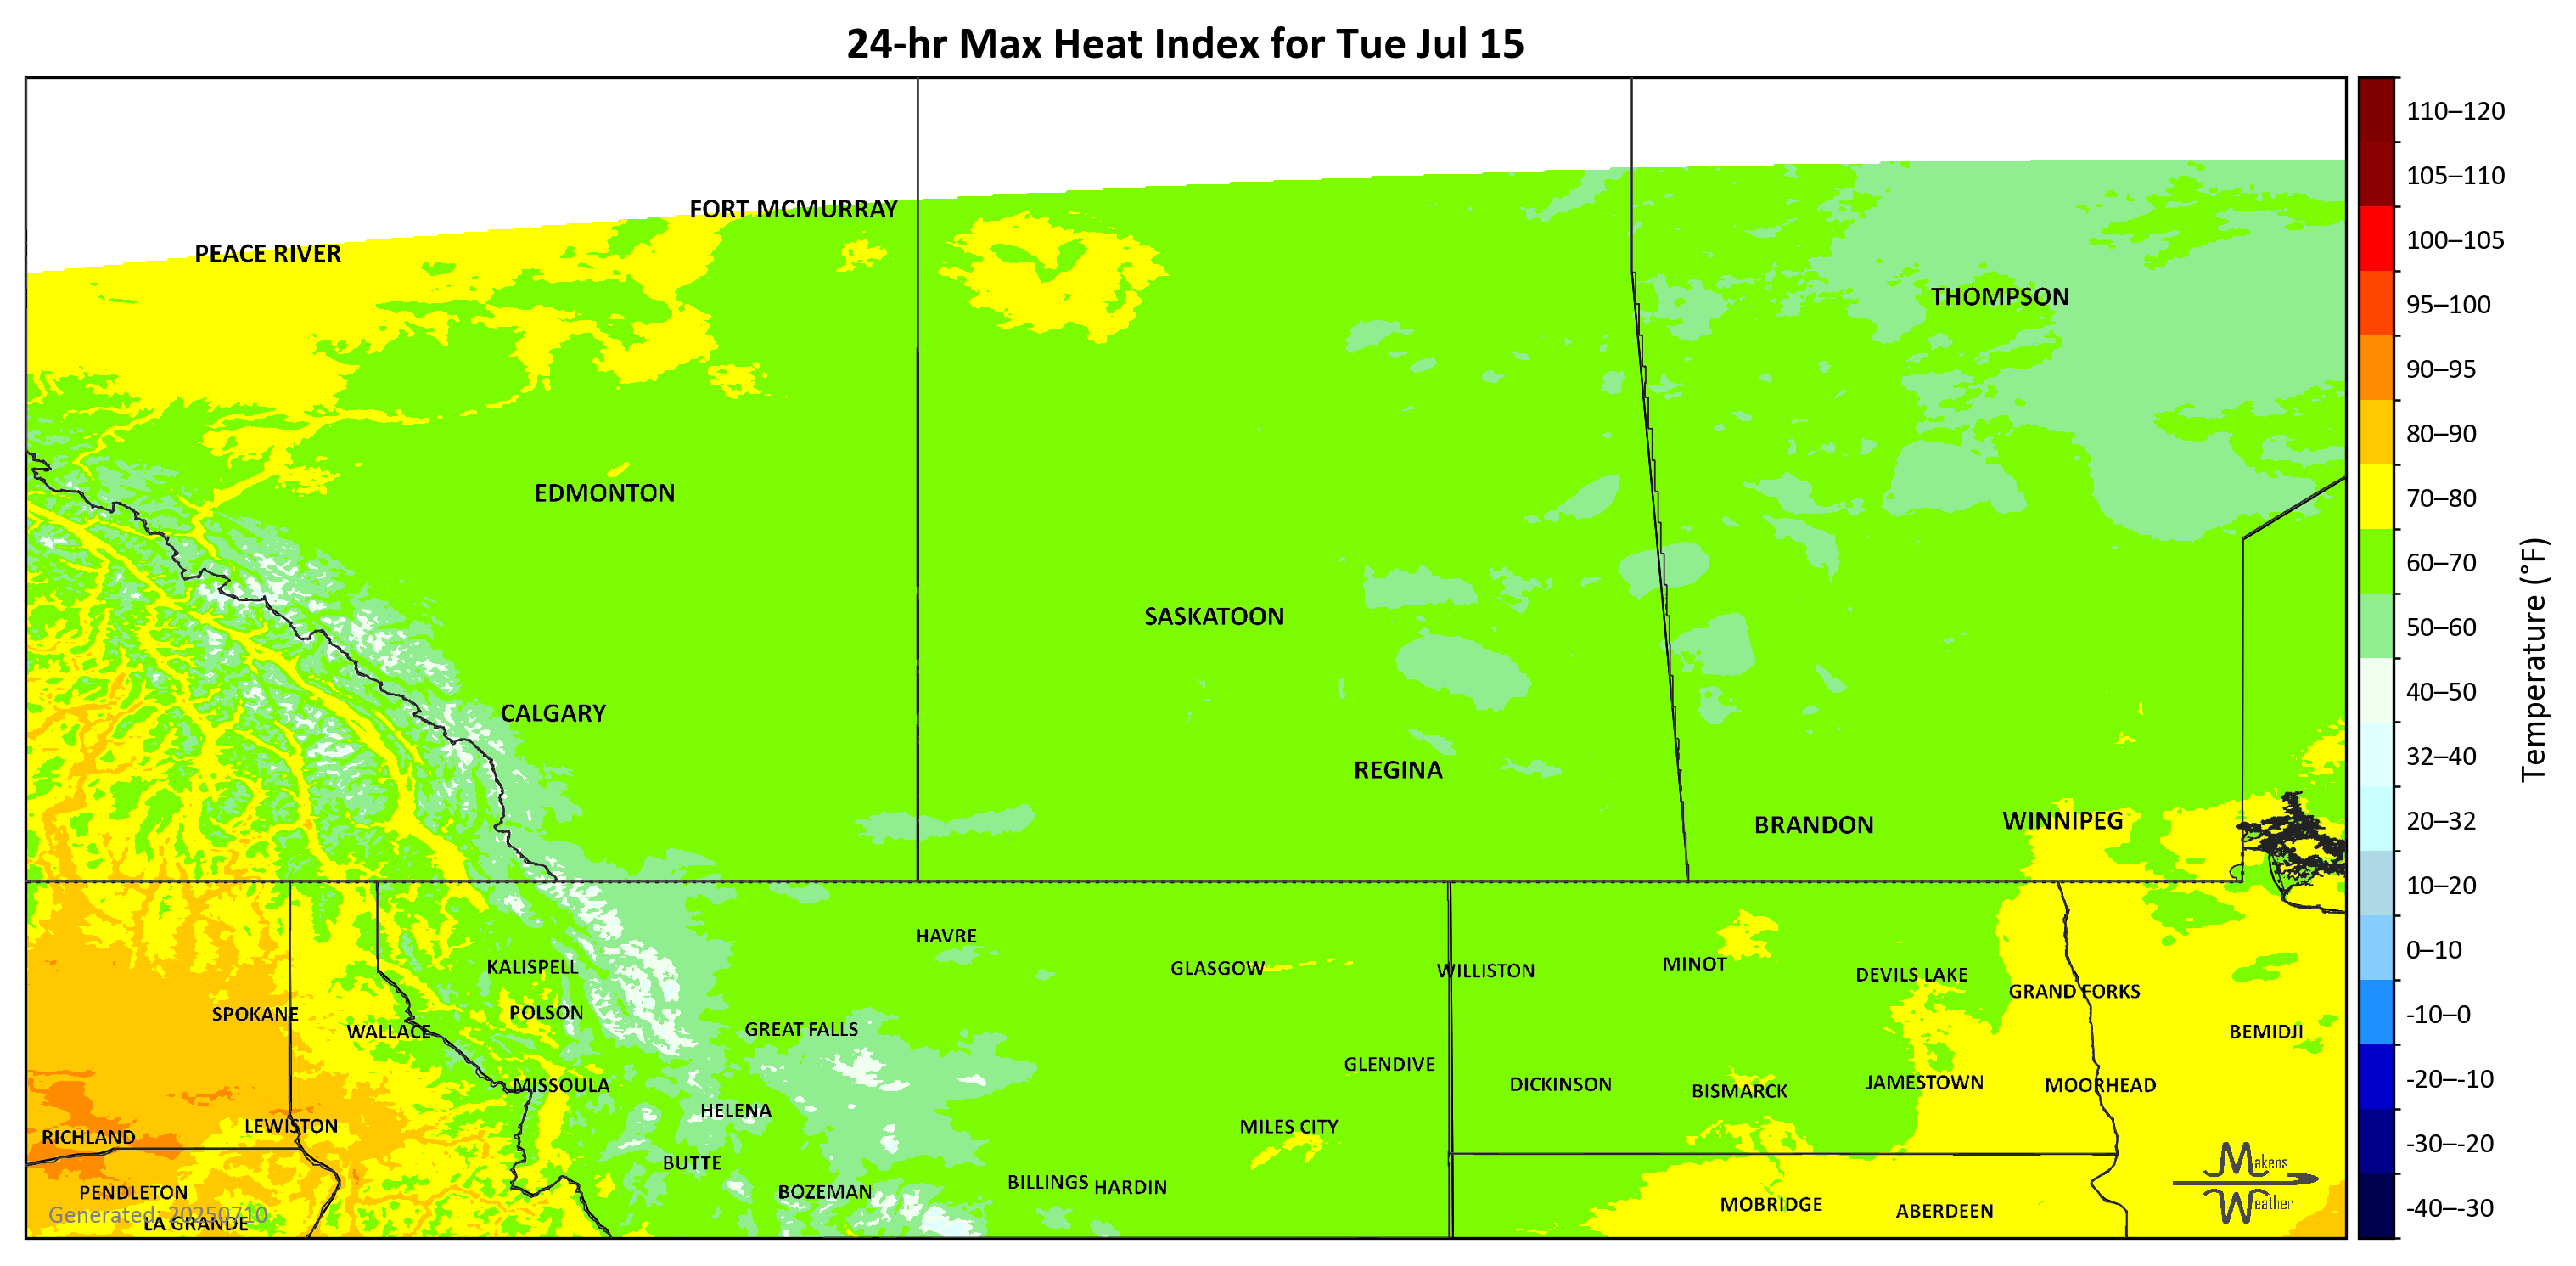 24-hr Max Heat Index for Tue Jul 15
110–120
105–110
100–105
95–100
90–95
80–90
70–80
60–70
50–60
40–50
32–40
20–32
10–20
0–10
-10–0
-20–-10
-30–-20
-40–-30
Temperature (°F)
FORT MCMURRAY
PEACE RIVER
THOMPSON
EDMONTON
SASKATOON
CALGARY
REGINA
BRANDON
WINNIPEG
HAVRE
KALISPELL
GLASGOW
WILLISTON
MINOT
DEVILS LAKE
GRAND FORKS
SPOKANE
POLSON
WALLACE
GREAT FALLS
BEMIDJI
GLENDIVE
MISSOULA
DICKINSON
BISMARCK
JAMESTOWN
MOORHEAD
HELENA
LEWISTON
MILES CITY
RICHLAND
BUTTE
PENDLETON
BOZEMAN
BILLINGS
HARDIN
MOBRIDGE
ABERDEEN
Generated: 20250710
LA GRANDE
Makens
Weather